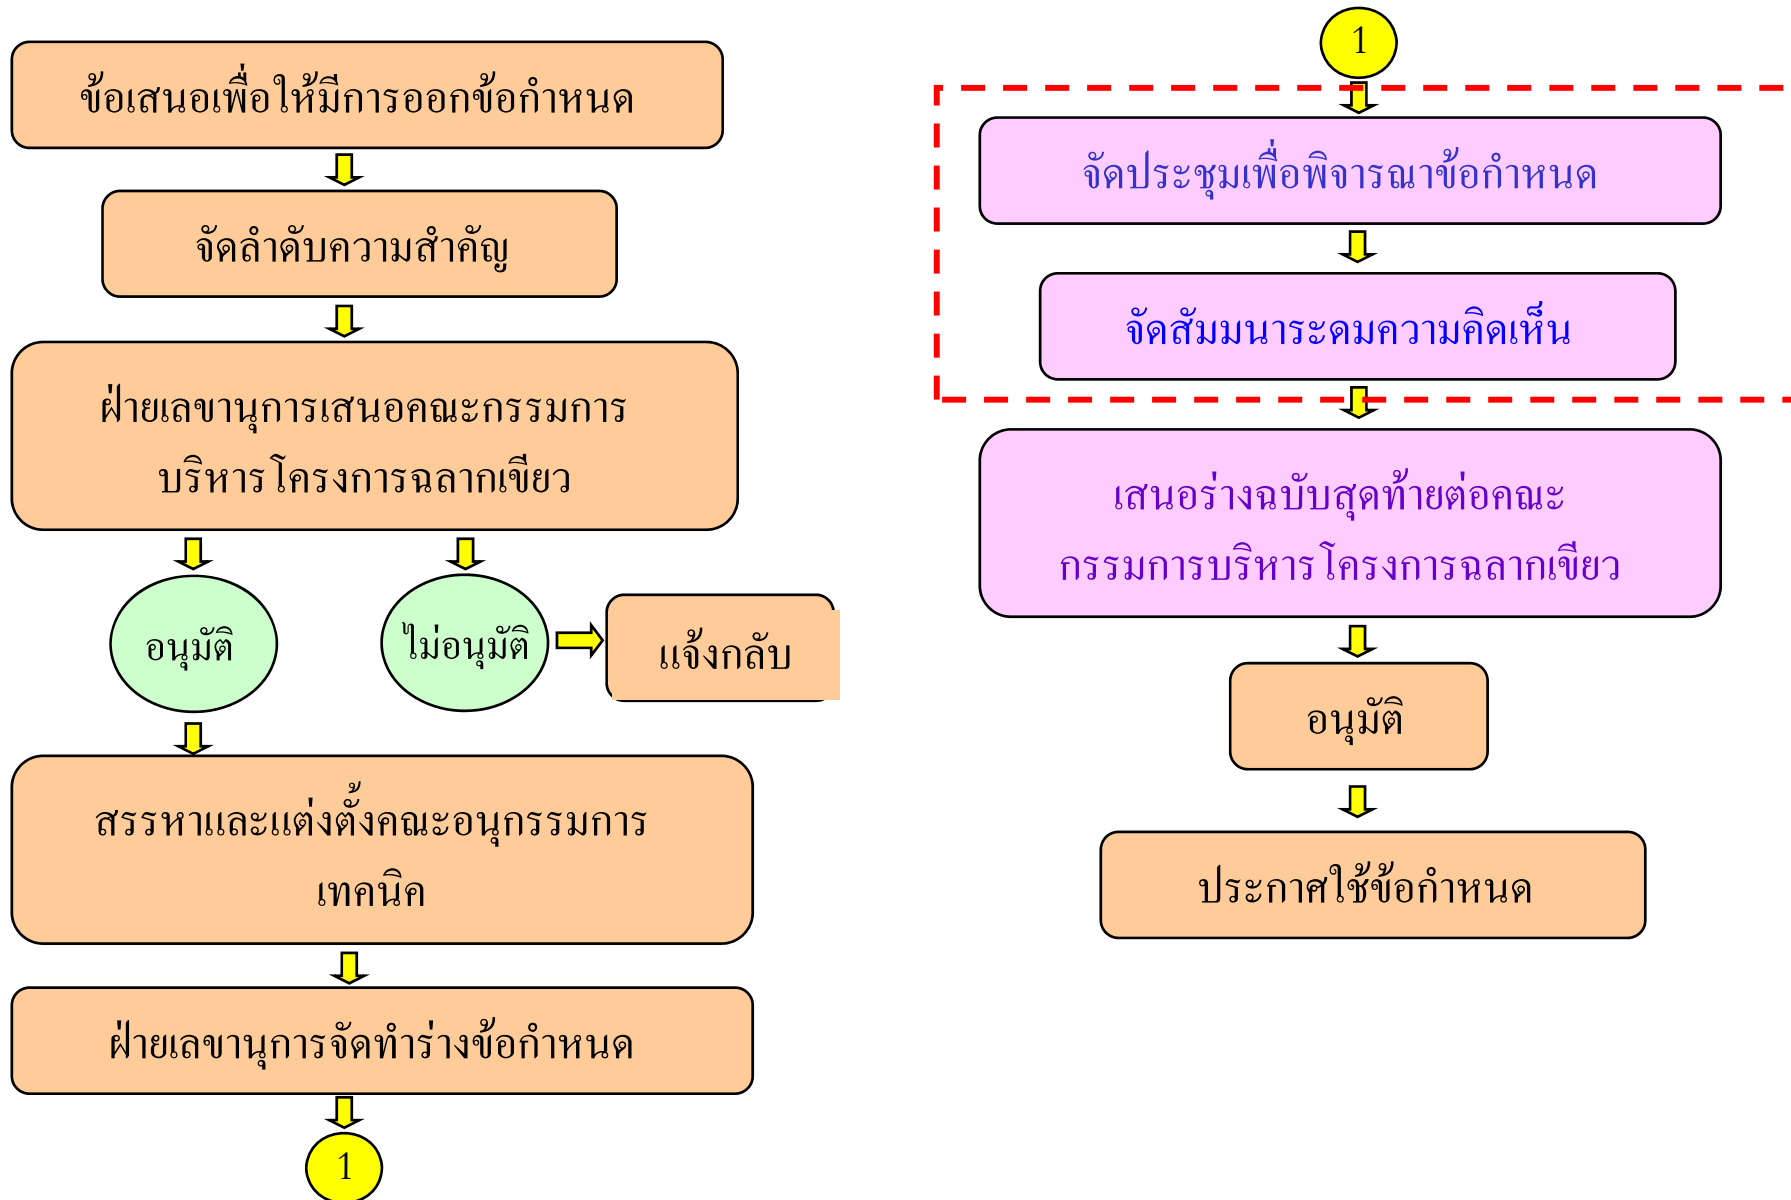 ข้อเสนอเพื่อให้มีการออกข้อกำหนด
จัดลำดับความสำคัญ
ฝ่ายเลขานุการเสนอคณะกรรมการ
บริหารโครงการฉลากเขียว
อนุมัติ
ไม่อนุมัติ
แจ้งกลับ
สรรหาและแต่งตั้งคณะอนุกรรมการ
เทคนิค
ฝ่ายเลขานุการจัดทำร่างข้อกำหนด
1
1
จัดประชุมเพื่อพิจารณาข้อกำหนด
จัดสัมมนาระดมความคิดเห็น
เสนอร่างฉบับสุดท้ายต่อคณะ
กรรมการบริหารโครงการฉลากเขียว
อนุมัติ
ประกาศใช้ข้อกำหนด